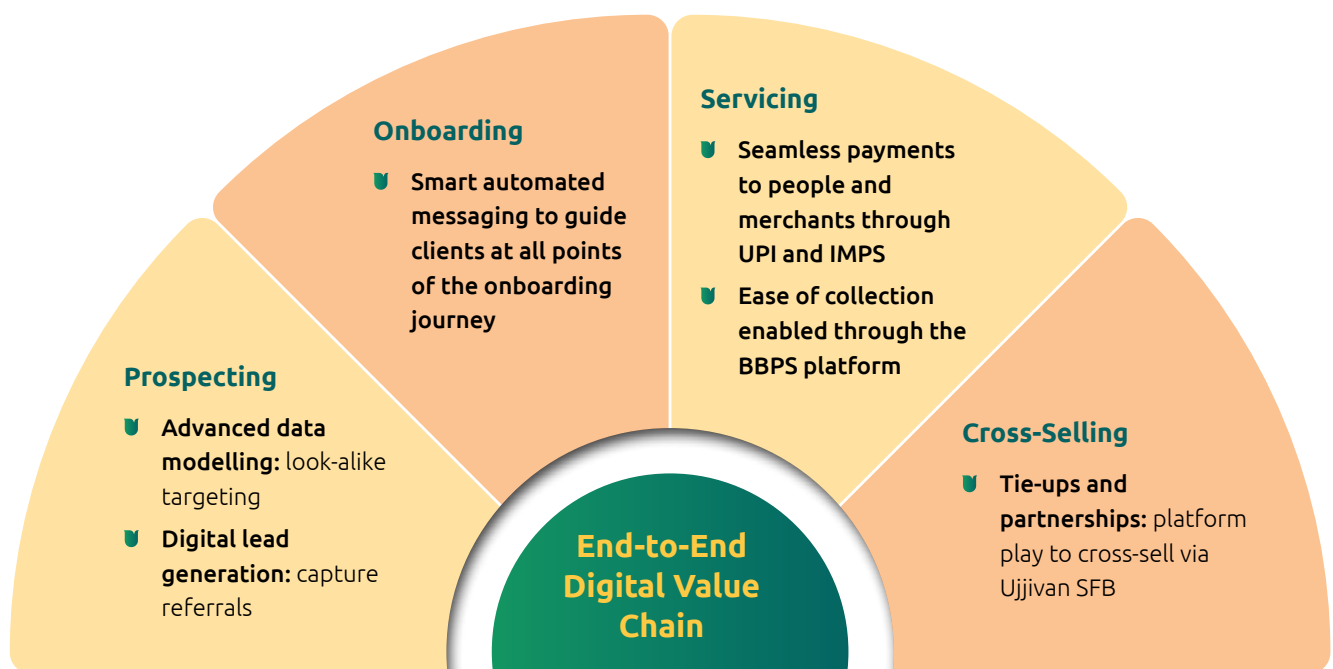 Prospecting
Advanced data
modelling: look-alike
targeting
Digital lead
generation: capture
referrals
Onboarding
Smart automated
messaging to guide
clients at all points
of the onboarding
journey
Servicing
Seamless payments
to people and
merchants through
UPI and IMPS
Ease of collection
enabled through the
BBPS platform
Cross-Selling
Tie-ups and
partnerships: platform
play to cross-sell via
Ujjivan SFB
End-to-End
Digital Value
Chain